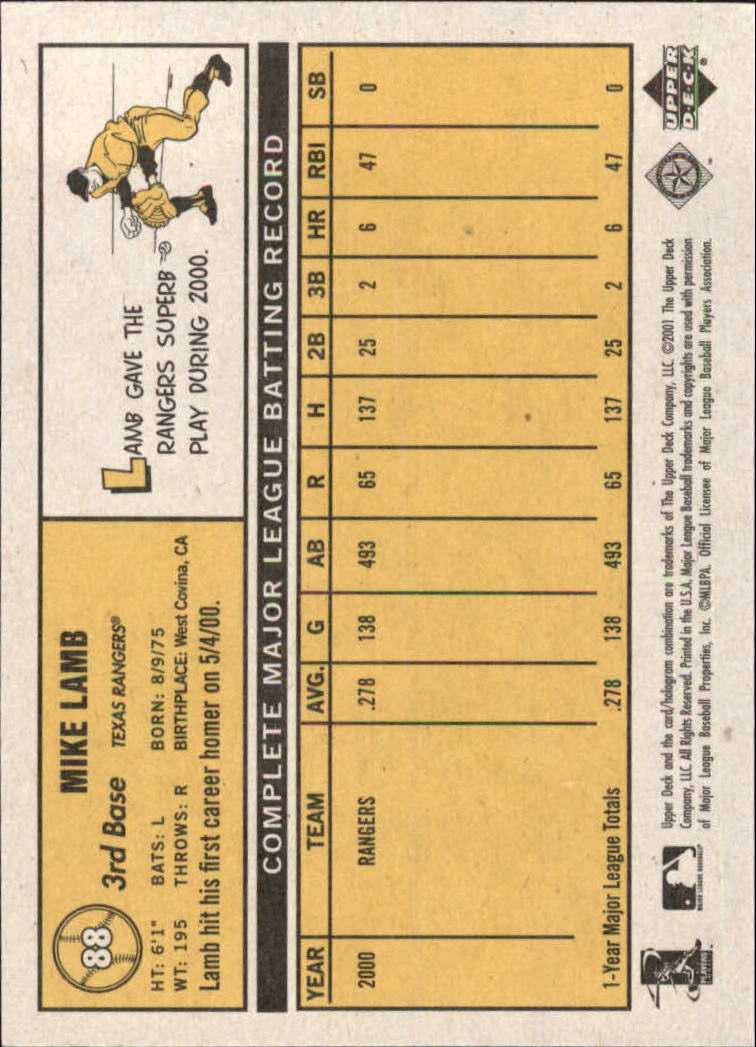 88
MIKE LAMB
3rd Base TEXAS RANGERS®
HT: 6'1" BATS: L BORN: 8/9/75
WT: 195 THROWS: R BIRTHPLACE: West Covina, CA
Lamb hit his first career homer on 5/4/00.
LAMB GAVE THE
RANGERS SUPERB
PLAY DURING 2000.
COMPLETE MAJOR LEAGUE BATTING RECORD
YEAR TEAM AVG. G AB R H 2B 3B HR RBI SB
2000 RANGERS .278 138 493 65 137 25 2 6 47 0
1-Year Major League Totals .278 138 493 65 137 25 2 6 47 0
Upper Deck and the card/hologram combination are trademarks of The Upper Deck Company, LLC. ©2001 The Upper Deck
Company, LLC All Rights Reserved. Printed in the U.S.A. Major League Baseball trademarks and copyrights are used with permission
of Major League Baseball Properties, Inc. ©MLBPA. Official Licensee of Major League Baseball Players Association.
UPPER
D·E·C·K®